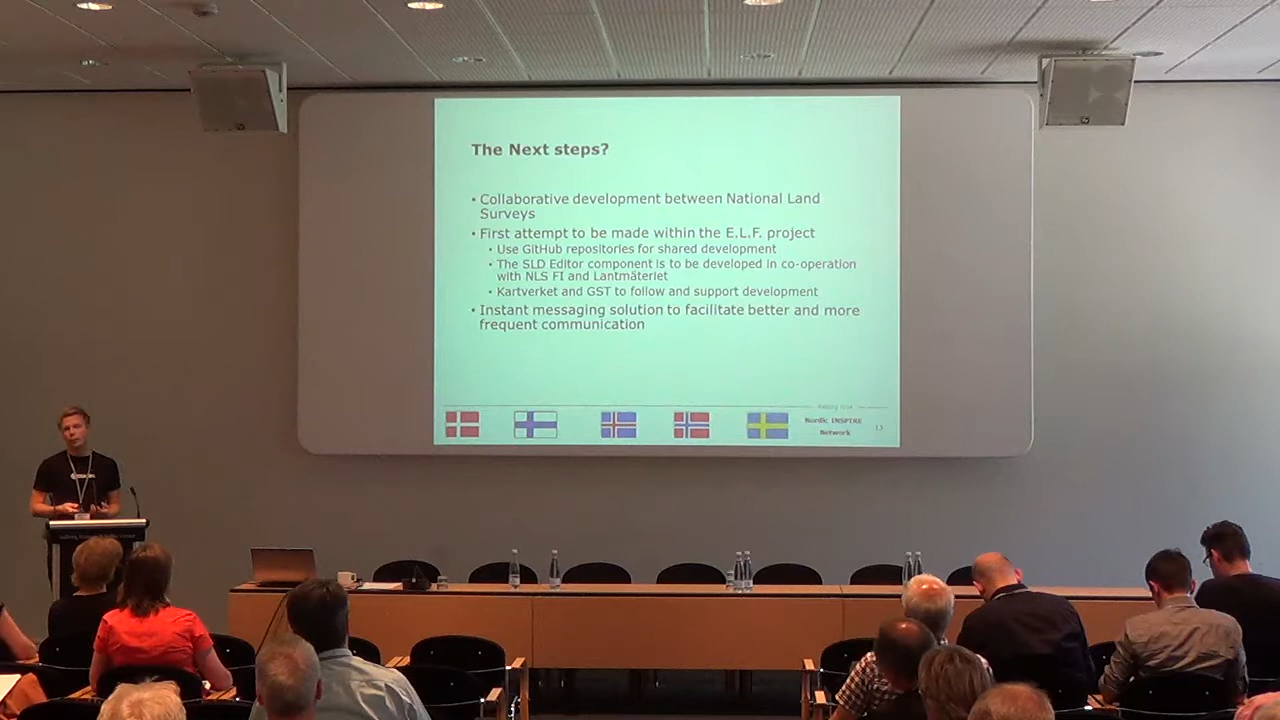 The Next steps?
• Collaborative development between National Land
Surveys
• First attempt to be made within the E.L.F. project
• Use GitHub repositories for shared development
• The SLD Editor component is to be developed in co-operation
with NLS FI and Lantmäteriet
• Kartverket and GST to follow and support development
• Instant messaging solution to facilitate better and more
frequent communication
Nordic INSPIRE
Network
13